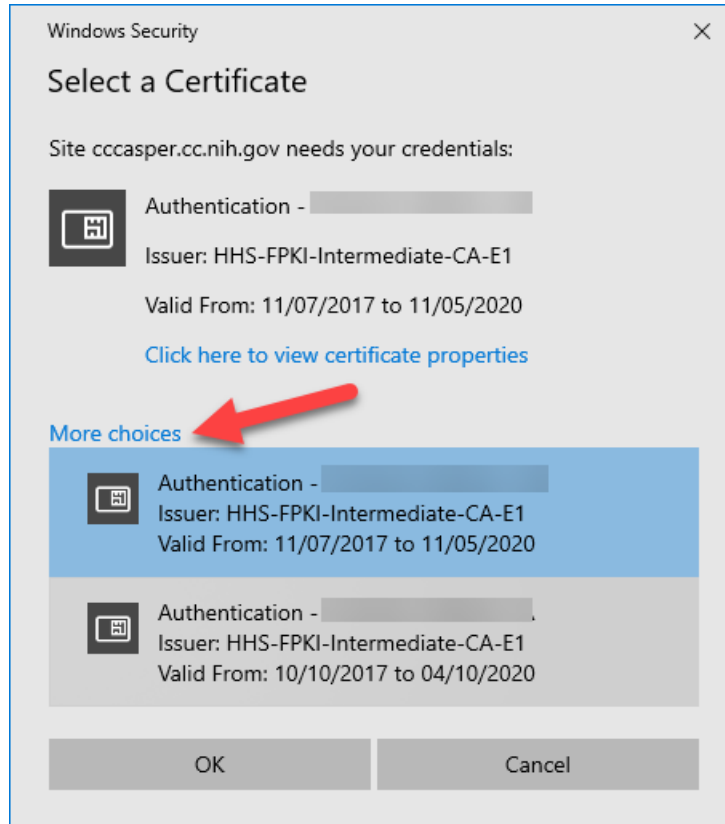 Windows Security
Select a Certificate
Site cccasper.cc.nih.gov needs your credentials:
Authentication -
Issuer: HHS-FPKI-Intermediate-CA-E1
Valid From: 11/07/2017 to 11/05/2020
Click here to view certificate properties
More choices
Authentication -
Issuer: HHS-FPKI-Intermediate-CA-E1
Valid From: 11/07/2017 to 11/05/2020
Authentication -
Issuer: HHS-FPKI-Intermediate-CA-E1
Valid From: 10/10/2017 to 04/10/2020
OK
Cancel